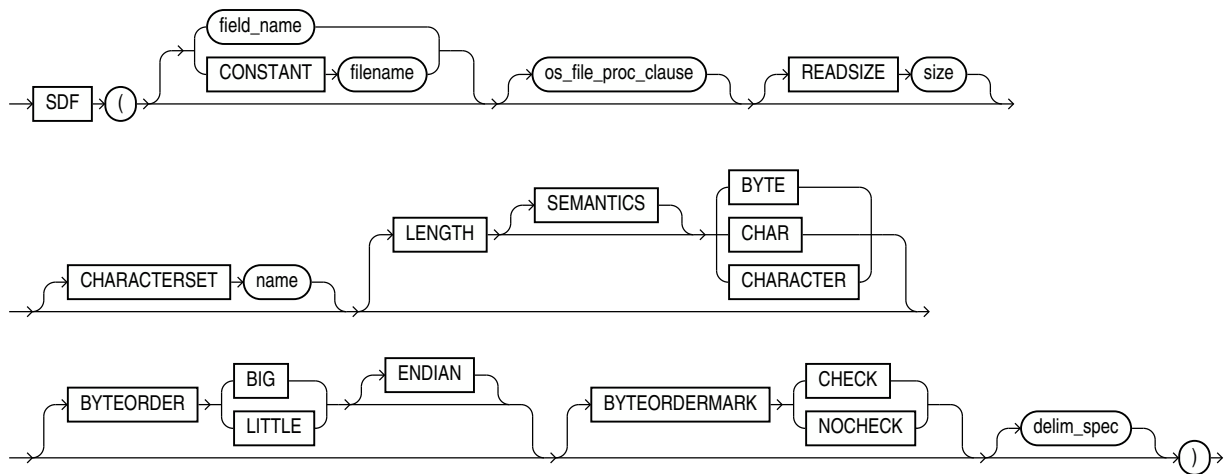 field_name
CONSTANT filename
SDF ( os_file_proc_clause READSIZE size
BYTE
SEMANTICS
LENGTH CHAR
CHARACTERSET name CHARACTER
BIG ENDIAN CHECK
BYTEORDER BYTEORDERMARK
LITTLE NOCHECK delim_spec
)